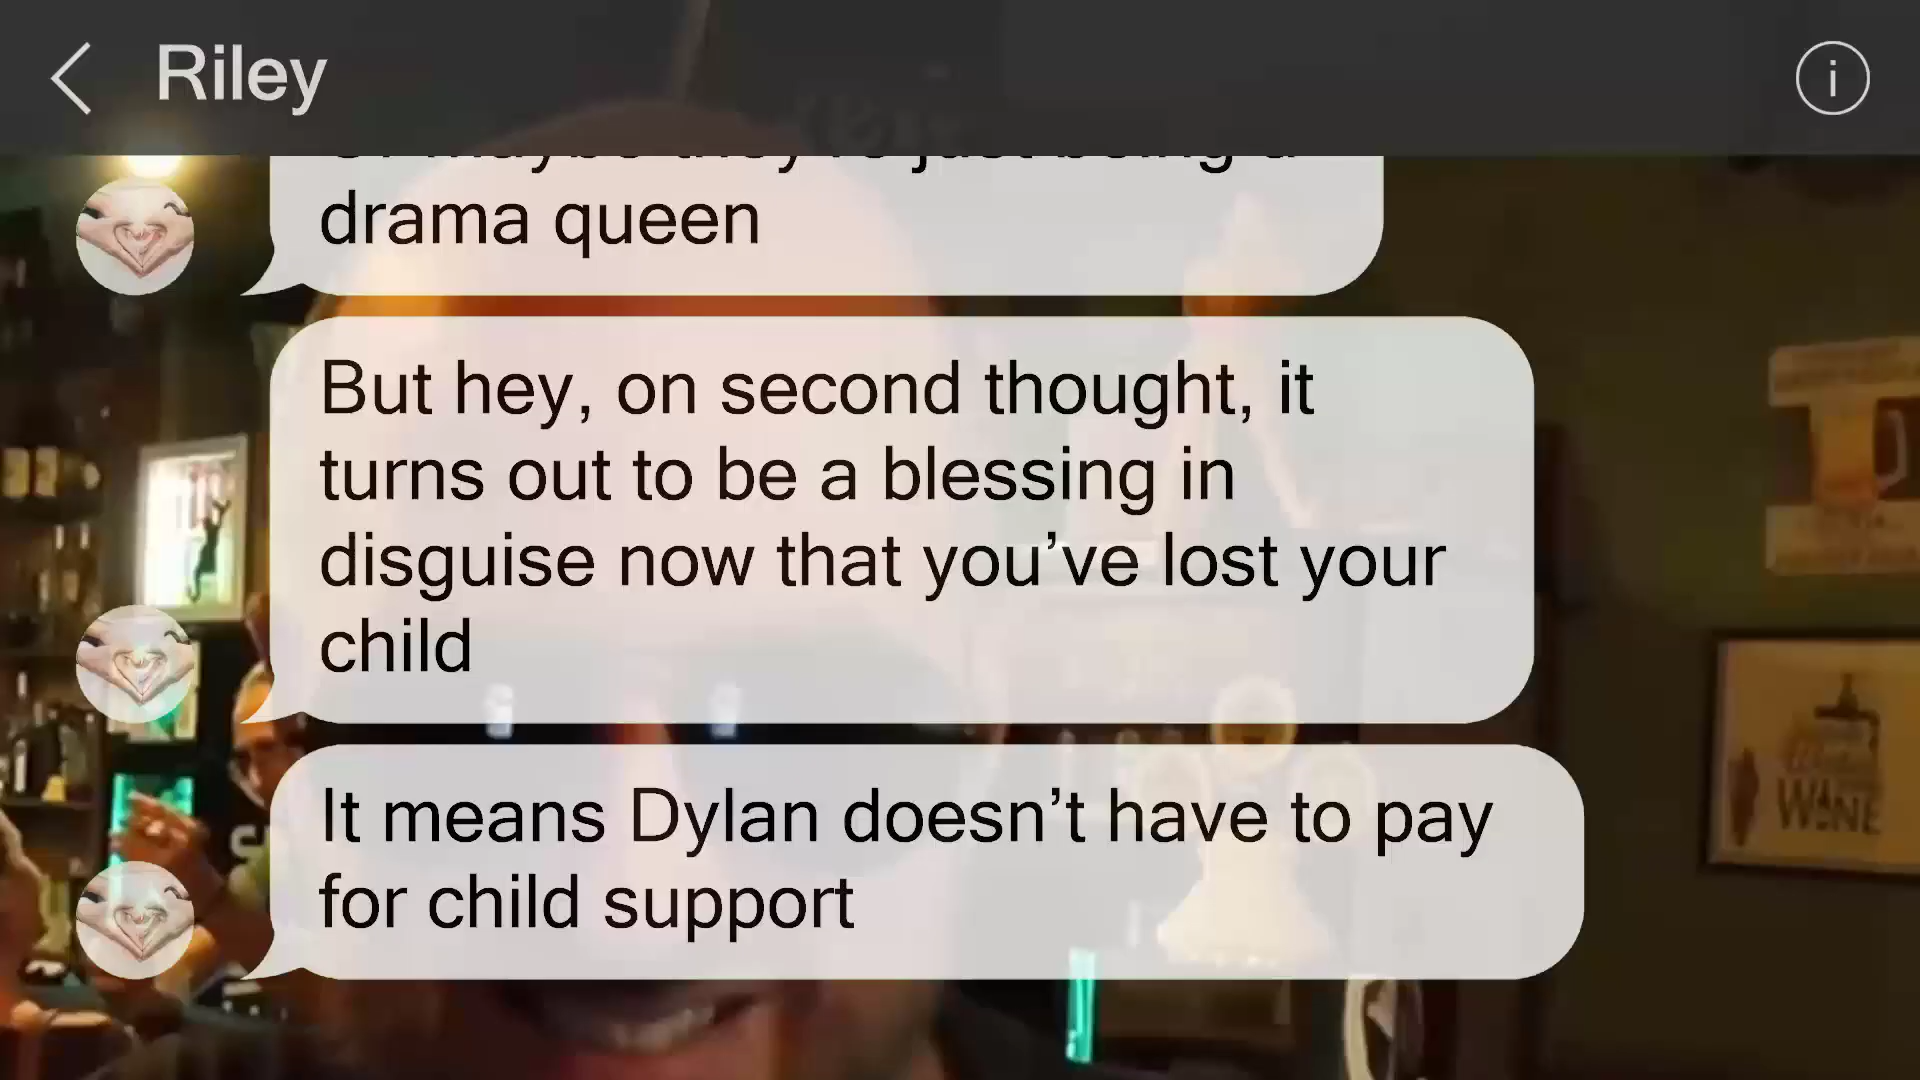 Riley
i
drama queen
But hey, on second thought, it
turns out to be a blessing in
disguise now that you’ve lost your
child
It means Dylan doesn’t have to pay
for child support
WINE